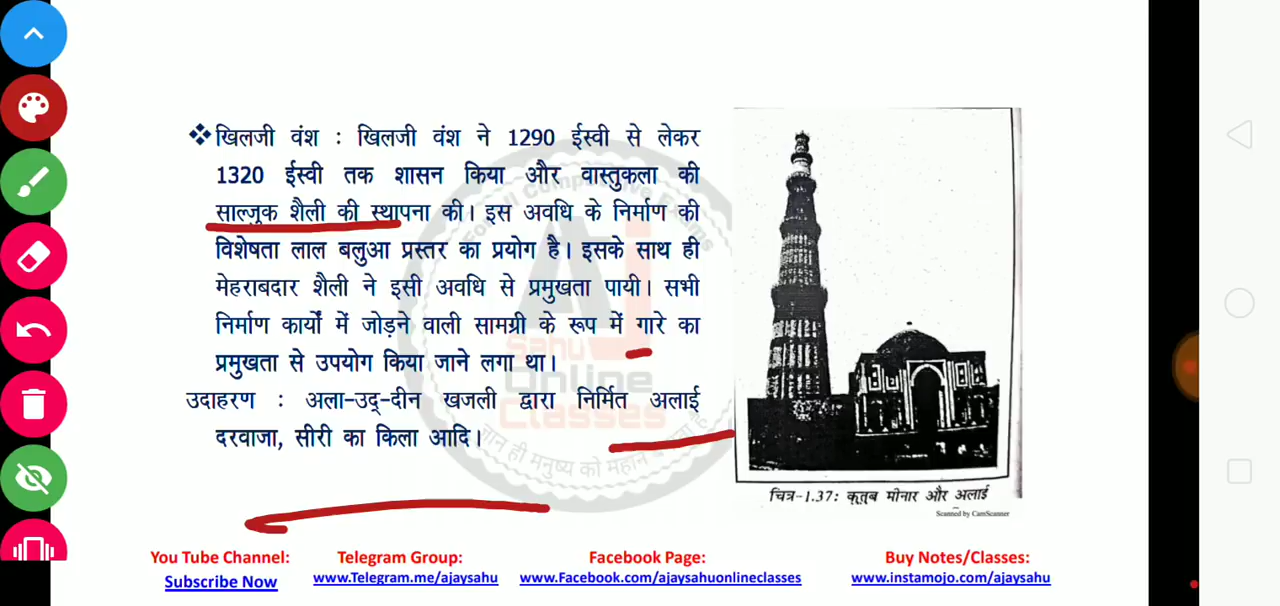 ❖ खिलजी वंश : खिलजी वंश ने 1290 ईस्वी से लेकर
1320 ईस्वी तक शासन किया और वास्तुकला की
साल्जुक शैली की स्थापना की। इस अवधि के निर्माण की
विशेषता लाल बलुआ प्रस्तर का प्रयोग है। इसके साथ ही
मेहराबदार शैली ने इसी अवधि से प्रमुखता पायी। सभी
निर्माण कार्यों में जोड़ने वाली सामग्री के रूप में गारे का
प्रमुखता से उपयोग किया जाने लगा था।
उदाहरण : अला-उद्-दीन खजली द्वारा निर्मित अलाई
दरवाजा, सीरी का किला आदि।
चित्र-1.37: कुतुब मीनार और अलाई
Scanned by CamScanner
Sahu
Online
Classes
You Tube Channel:
Subscribe Now
Telegram Group:
www.Telegram.me/ajaysahu
Facebook Page:
www.Facebook.com/ajaysahuonlineclasses
Buy Notes/Classes:
www.instamojo.com/ajaysahu